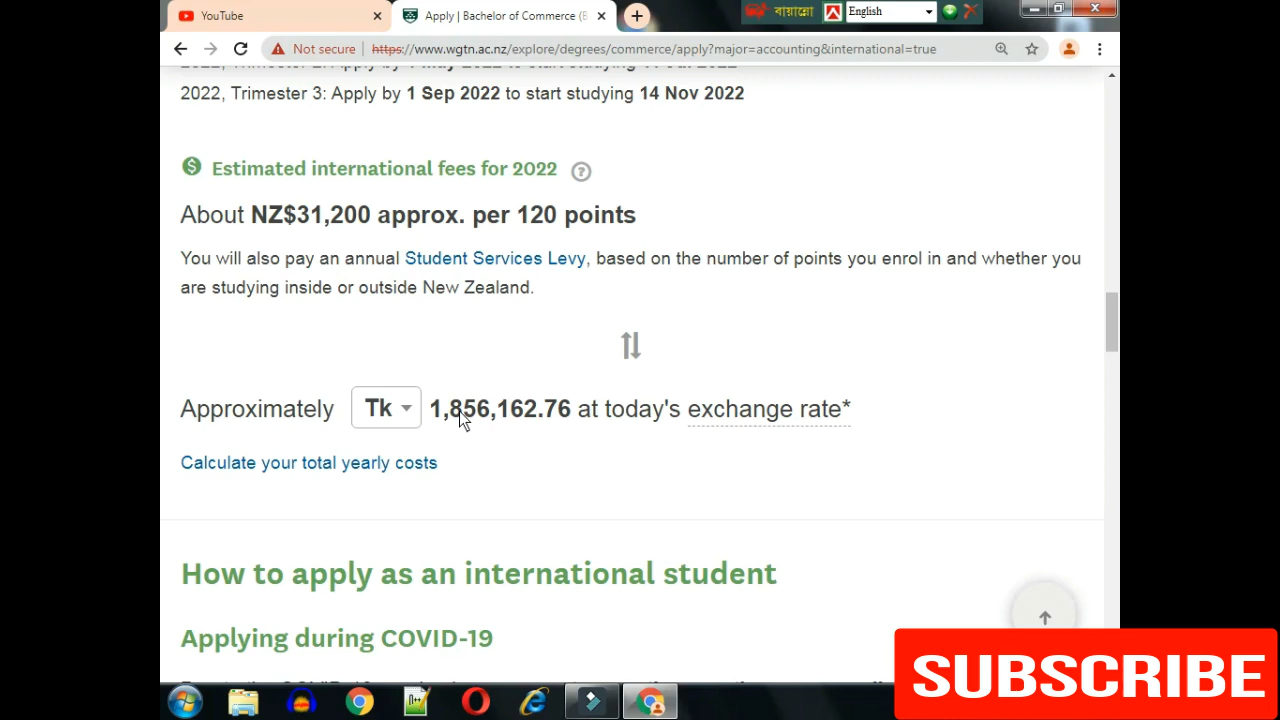 YouTube
Apply | Bachelor of Commerce (B
বায়ান্নো
English
Not secure
https://www.wgtn.ac.nz/explore/degrees/commerce/apply?major=accounting&international=true
2022, Trimester 3: Apply by 1 Sep 2022 to start studying 14 Nov 2022
Estimated international fees for 2022 ?
About NZ$31,200 approx. per 120 points
You will also pay an annual Student Services Levy, based on the number of points you enrol in and whether you
are studying inside or outside New Zealand.
Approximately Tk 1,856,162.76 at today's exchange rate*
Calculate your total yearly costs
How to apply as an international student
Applying during COVID-19
SUBSCRIBE